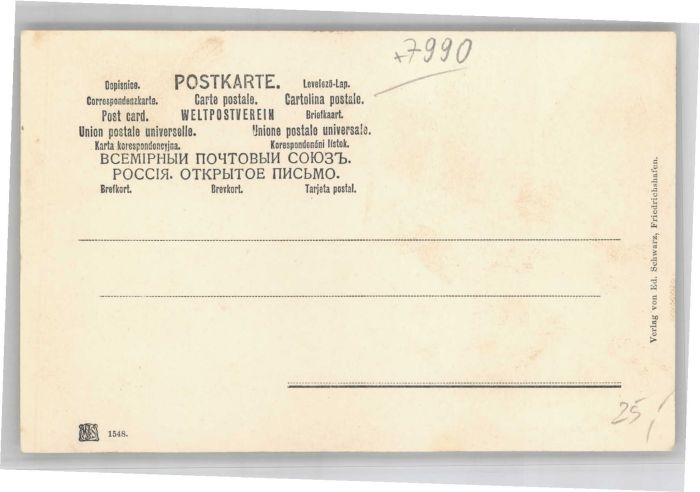 +7990
Dopisnice. POSTKARTE. Levelező-Lap.
Correspondenzkarte. Carte postale. Cartolina postale.
Post card. WELTPOSTVEREIN Briefkaart.
Union postale universelle. Unione postale universale.
Karta korespondencyjna. Korespondenóni listok.
ВСЕМІРНЫЙ ПОЧТОВЫЙ СОЮЗЪ.
РОССІЯ. ОТКРЫТОЕ ПИСЬМО.
Brefkort. Brevkort. Tarjeta postal.
Verlag von Ed. Schwarz, Friedrichshafen.
25,
1548.